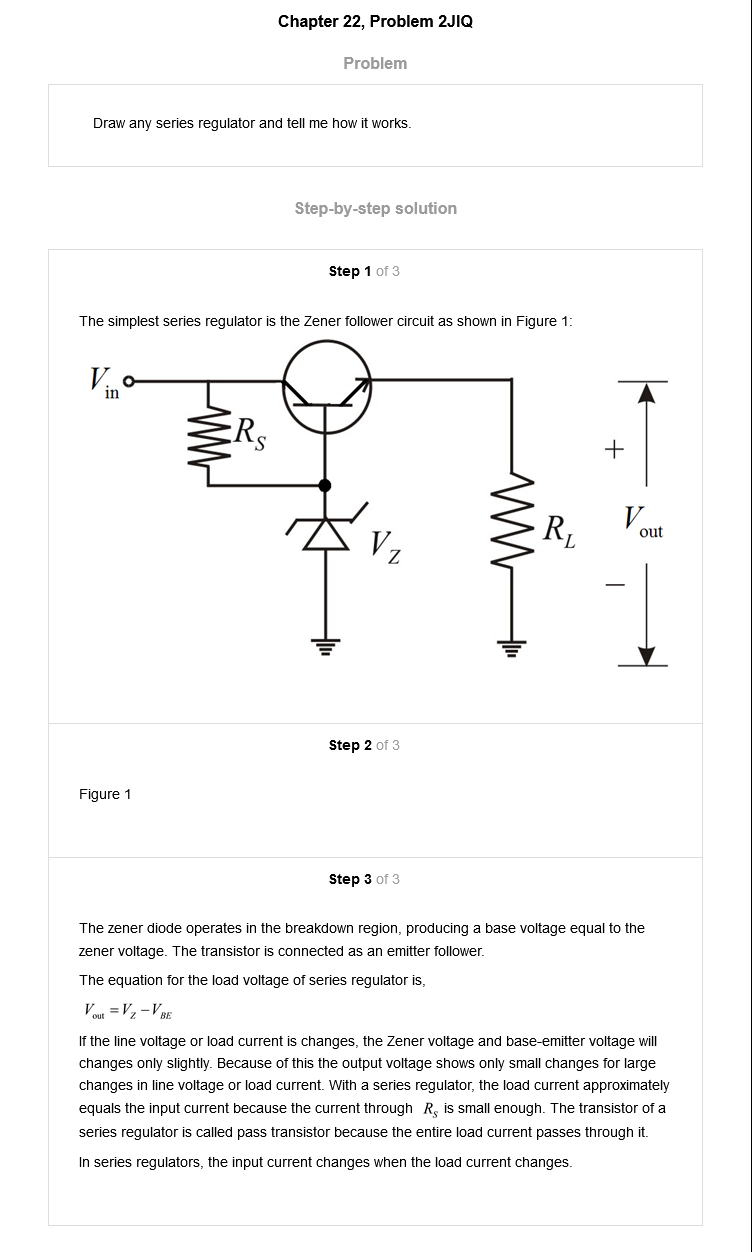 Chapter 22, Problem 2JIQ
Problem
Draw any series regulator and tell me how it works.
Step-by-step solution
Step 1 of 3
The simplest series regulator is the Zener follower circuit as shown in Figure 1:
V_in
R_S
V_Z
R_L
+
V_out
−
Step 2 of 3
Figure 1
Step 3 of 3
The zener diode operates in the breakdown region, producing a base voltage equal to the
zener voltage. The transistor is connected as an emitter follower.
The equation for the load voltage of series regulator is,
V_out = V_Z − V_BE
If the line voltage or load current is changes, the Zener voltage and base-emitter voltage will
changes only slightly. Because of this the output voltage shows only small changes for large
changes in line voltage or load current. With a series regulator, the load current approximately
equals the input current because the current through R_S is small enough. The transistor of a
series regulator is called pass transistor because the entire load current passes through it.
In series regulators, the input current changes when the load current changes.